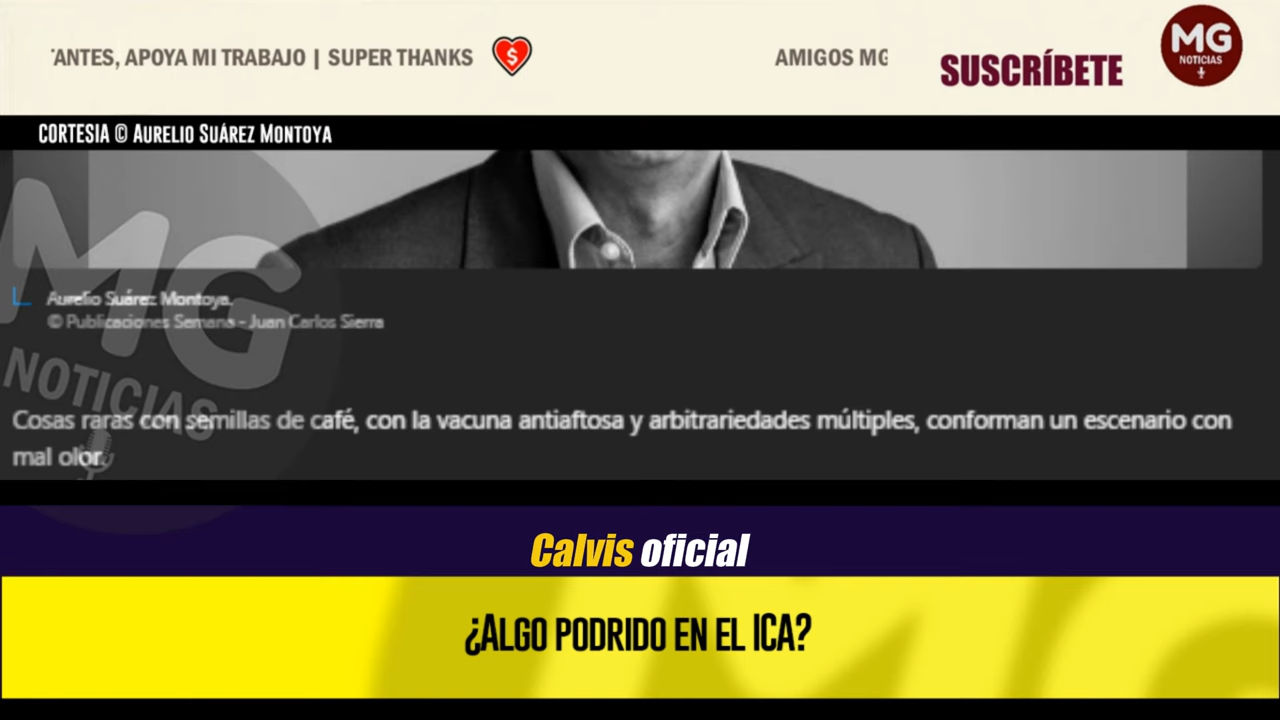 'ANTES, APOYA MI TRABAJO | SUPER THANKS
AMIGOS MG
SUSCRÍBETE
MG
NOTICIAS
CORTESIA © AURELIO SUÁREZ MONTOYA
MG
NOTICIAS
Aurelio Suárez Montoya.
© Publicaciones Semana - Juan Carlos Sierra
Cosas raras con semillas de café, con la vacuna antiaftosa y arbitrariedades múltiples, conforman un escenario con
mal olor.
Calvis oficial
¿ALGO PODRIDO EN EL ICA?